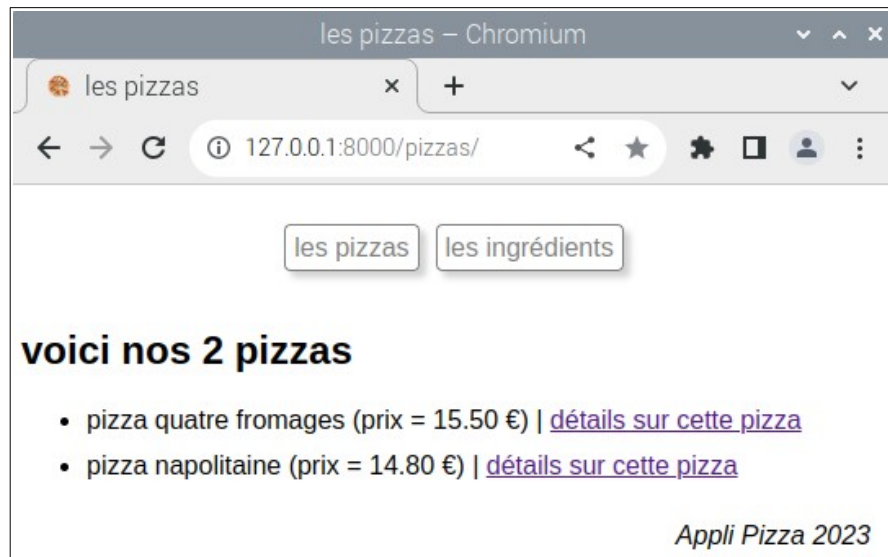 les pizzas – Chromium
les pizzas
127.0.0.1:8000/pizzas/
les pizzas les ingrédients
voici nos 2 pizzas
• pizza quatre fromages (prix = 15.50 €) | détails sur cette pizza
• pizza napolitaine (prix = 14.80 €) | détails sur cette pizza
Appli Pizza 2023